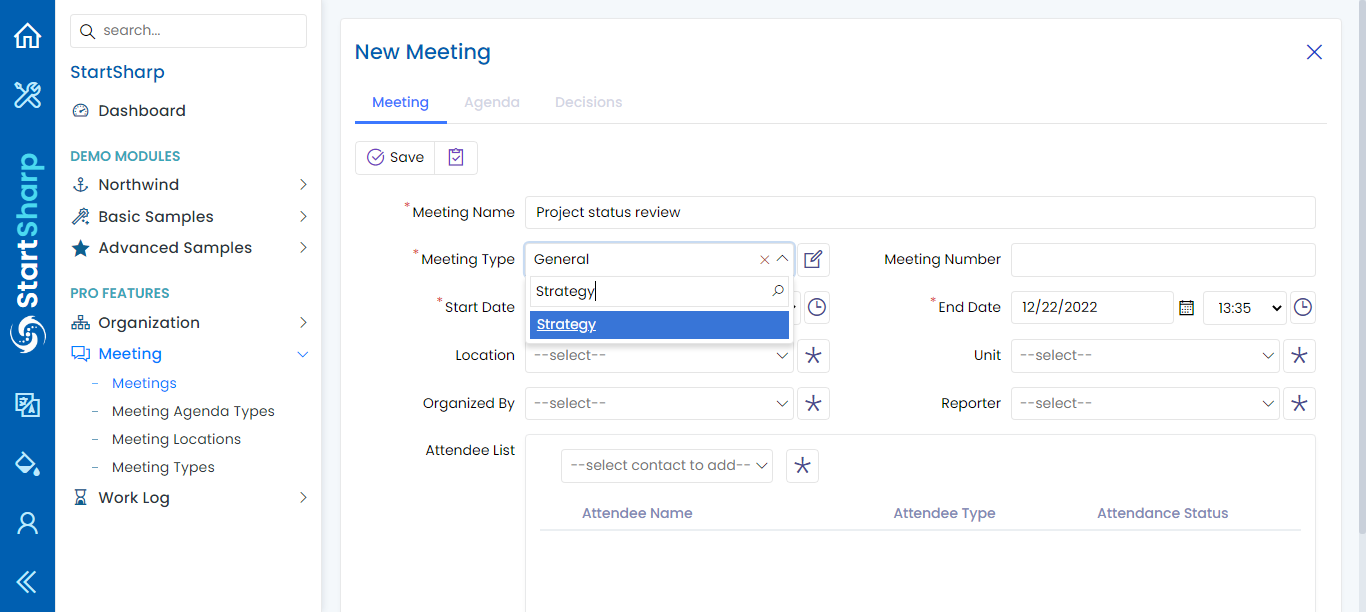 search...
StartSharp
StartSharp
Dashboard
DEMO MODULES
Northwind
Basic Samples
Advanced Samples
PRO FEATURES
Organization
Meeting
Meetings
Meeting Agenda Types
Meeting Locations
Meeting Types
Work Log
New Meeting
Meeting Agenda Decisions
Save
*Meeting Name Project status review
*Meeting Type General Meeting Number
Strategy
Strategy
*Start Date *End Date 12/22/2022 13:35
Location --select-- Unit --select--
Organized By --select-- Reporter --select--
Attendee List
--select contact to add--
Attendee Name Attendee Type Attendance Status